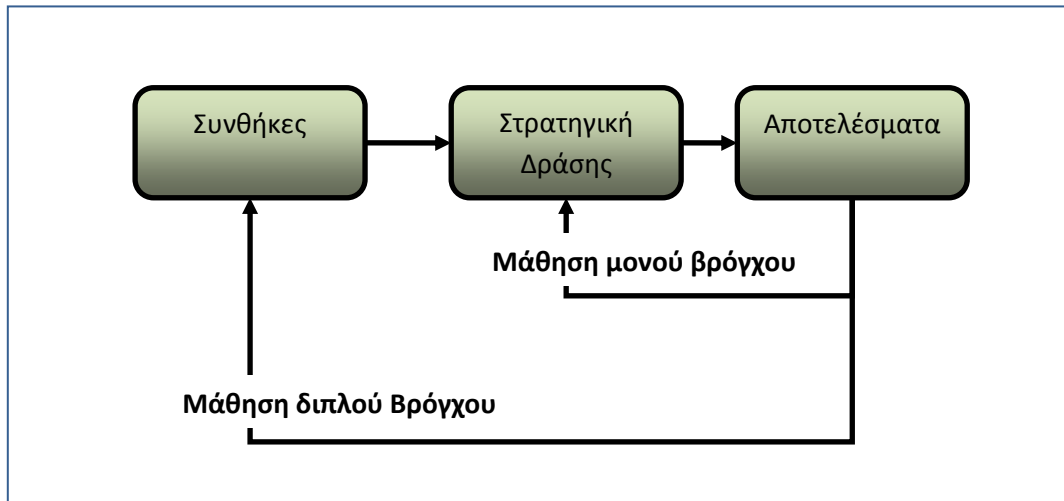 Συνθήκες
Στρατηγική
Δράσης
Αποτελέσματα
Μάθηση μονού βρόγχου
Μάθηση διπλού Βρόγχου